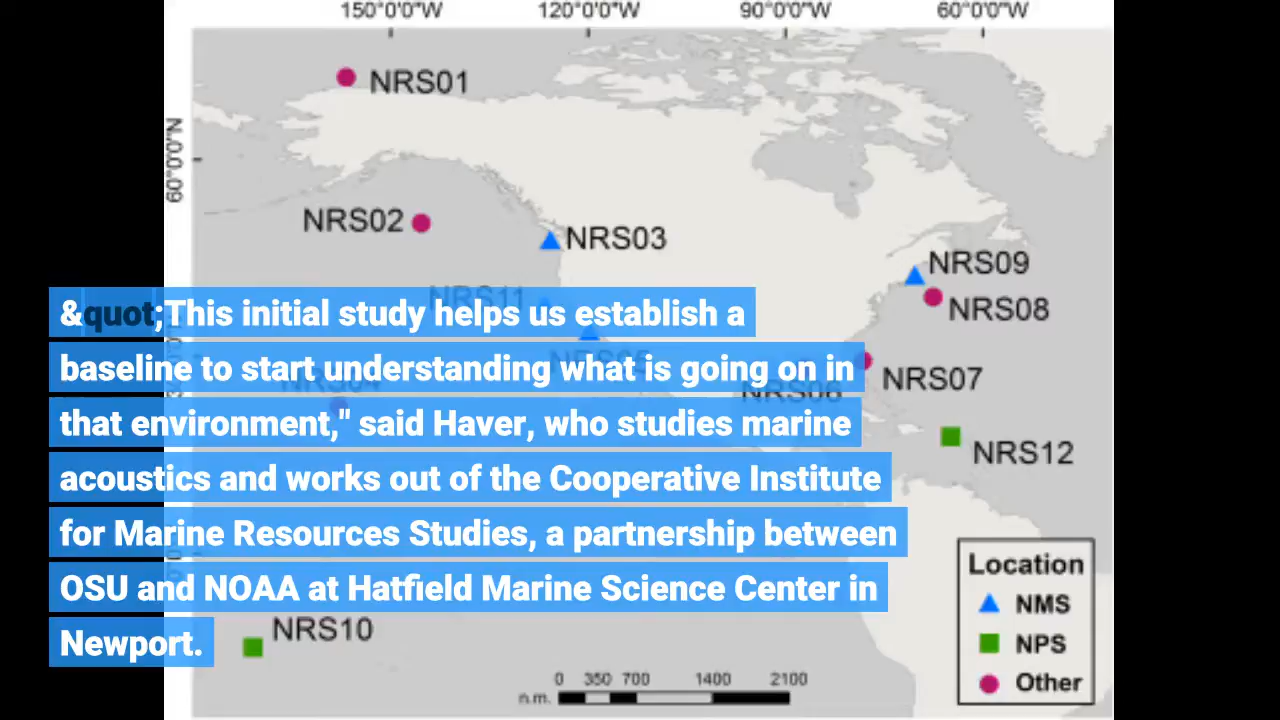 150°0'0"W 120°0'0"W 90°0'0"W 60°0'0"W
60°0'0"N
NRS01
NRS02
NRS03
NRS09
NRS11
NRS08
NRS05
NRS04
NRS06
NRS07
NRS12
&quot;This initial study helps us establish a
baseline to start understanding what is going on in
that environment," said Haver, who studies marine
acoustics and works out of the Cooperative Institute
for Marine Resources Studies, a partnership between
OSU and NOAA at Hatfield Marine Science Center in
Newport.
NRS10
Location
NMS
NPS
Other
0 350 700 1400 2100
n.m.